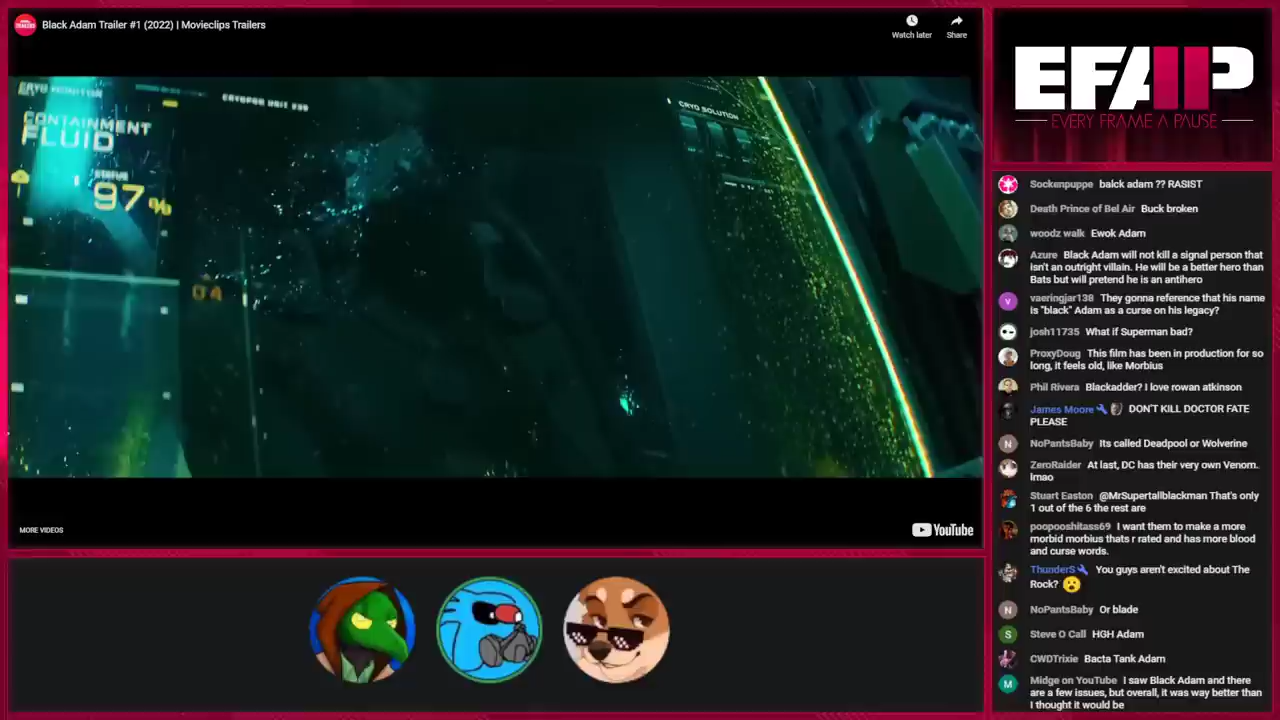 Black Adam Trailer #1 (2022) | Movieclips Trailers
Watch later
Share
CRYO MONITOR
CRYOPOD UNIT #30
CONTAINMENT
FLUID
STATUS
97%
04
CRYO SOLUTION
MORE VIDEOS
YouTube
EFAP
EVERY FRAME A PAUSE
Sockenpuppe balck adam ?? RASIST
Death Prince of Bel Air Buck broken
woodz walk Ewok Adam
Azure Black Adam will not kill a signal person that
isn't an outright villain. He will be a better hero than
Bats but will pretend he is an antihero
vaeringjar138 They gonna reference that his name
is "black" Adam as a curse on his legacy?
josh11735 What if Superman bad?
ProxyDoug This film has been in production for so
long, it feels old, like Morbius
Phil Rivera Blackadder? I love rowan atkinson
James Moore DON'T KILL DOCTOR FATE
PLEASE
N NoPantsBaby Its called Deadpool or Wolverine
ZeroRaider At last, DC has their very own Venom.
lmao
Stuart Easton @MrSupertallblackman That's only
1 out of the 6 the rest are
poopooshitass69 I want them to make a more
morbid morbius thats r rated and has more blood
and curse words.
ThunderS You guys aren't excited about The
Rock? 😮
N NoPantsBaby Or blade
S Steve O Call HGH Adam
CWDTrixie Bacta Tank Adam
M Midge on YouTube I saw Black Adam and there
are a few issues, but overall, it was way better than
I thought it would be